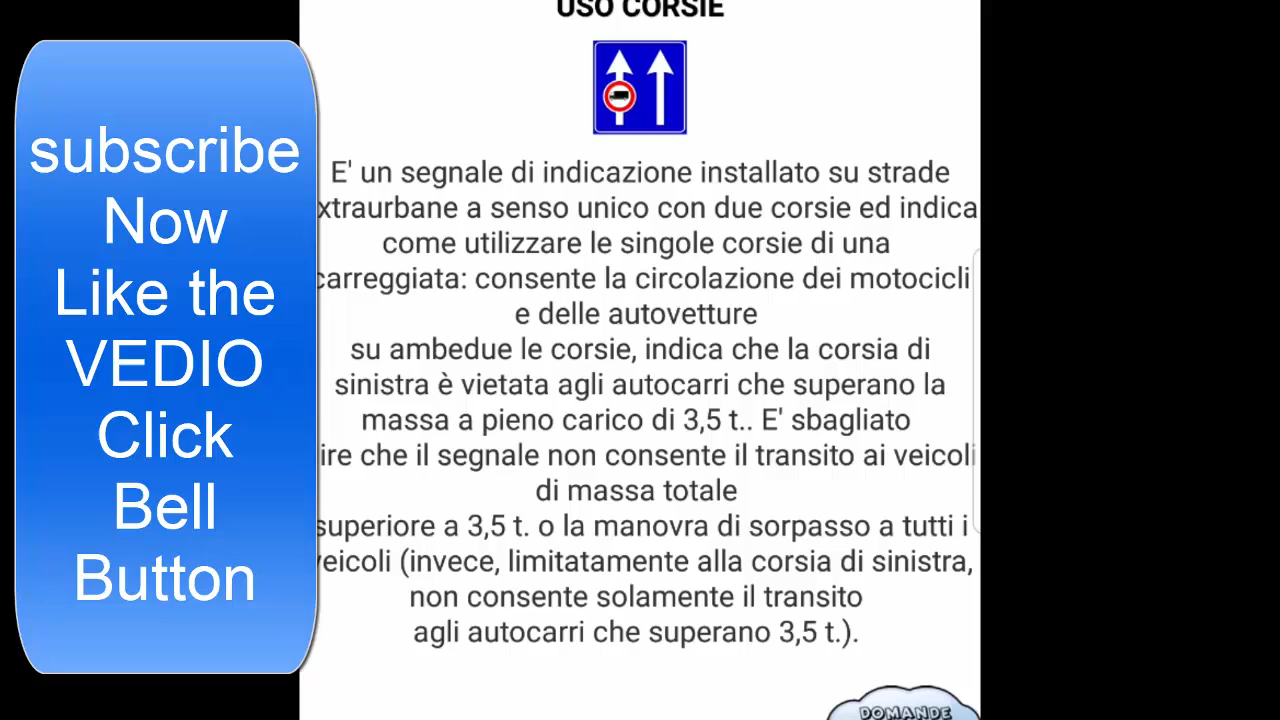 subscribe
Now
Like the
VEDIO
Click
Bell
Button
USO CORSIE
E' un segnale di indicazione installato su strade
xtraurbane a senso unico con due corsie ed indica
come utilizzare le singole corsie di una
carreggiata: consente la circolazione dei motocicli
e delle autovetture
su ambedue le corsie, indica che la corsia di
sinistra è vietata agli autocarri che superano la
massa a pieno carico di 3,5 t.. E' sbagliato
ire che il segnale non consente il transito ai veicoli
di massa totale
superiore a 3,5 t. o la manovra di sorpasso a tutti i
veicoli (invece, limitatamente alla corsia di sinistra,
non consente solamente il transito
agli autocarri che superano 3,5 t.).
DOMANDE